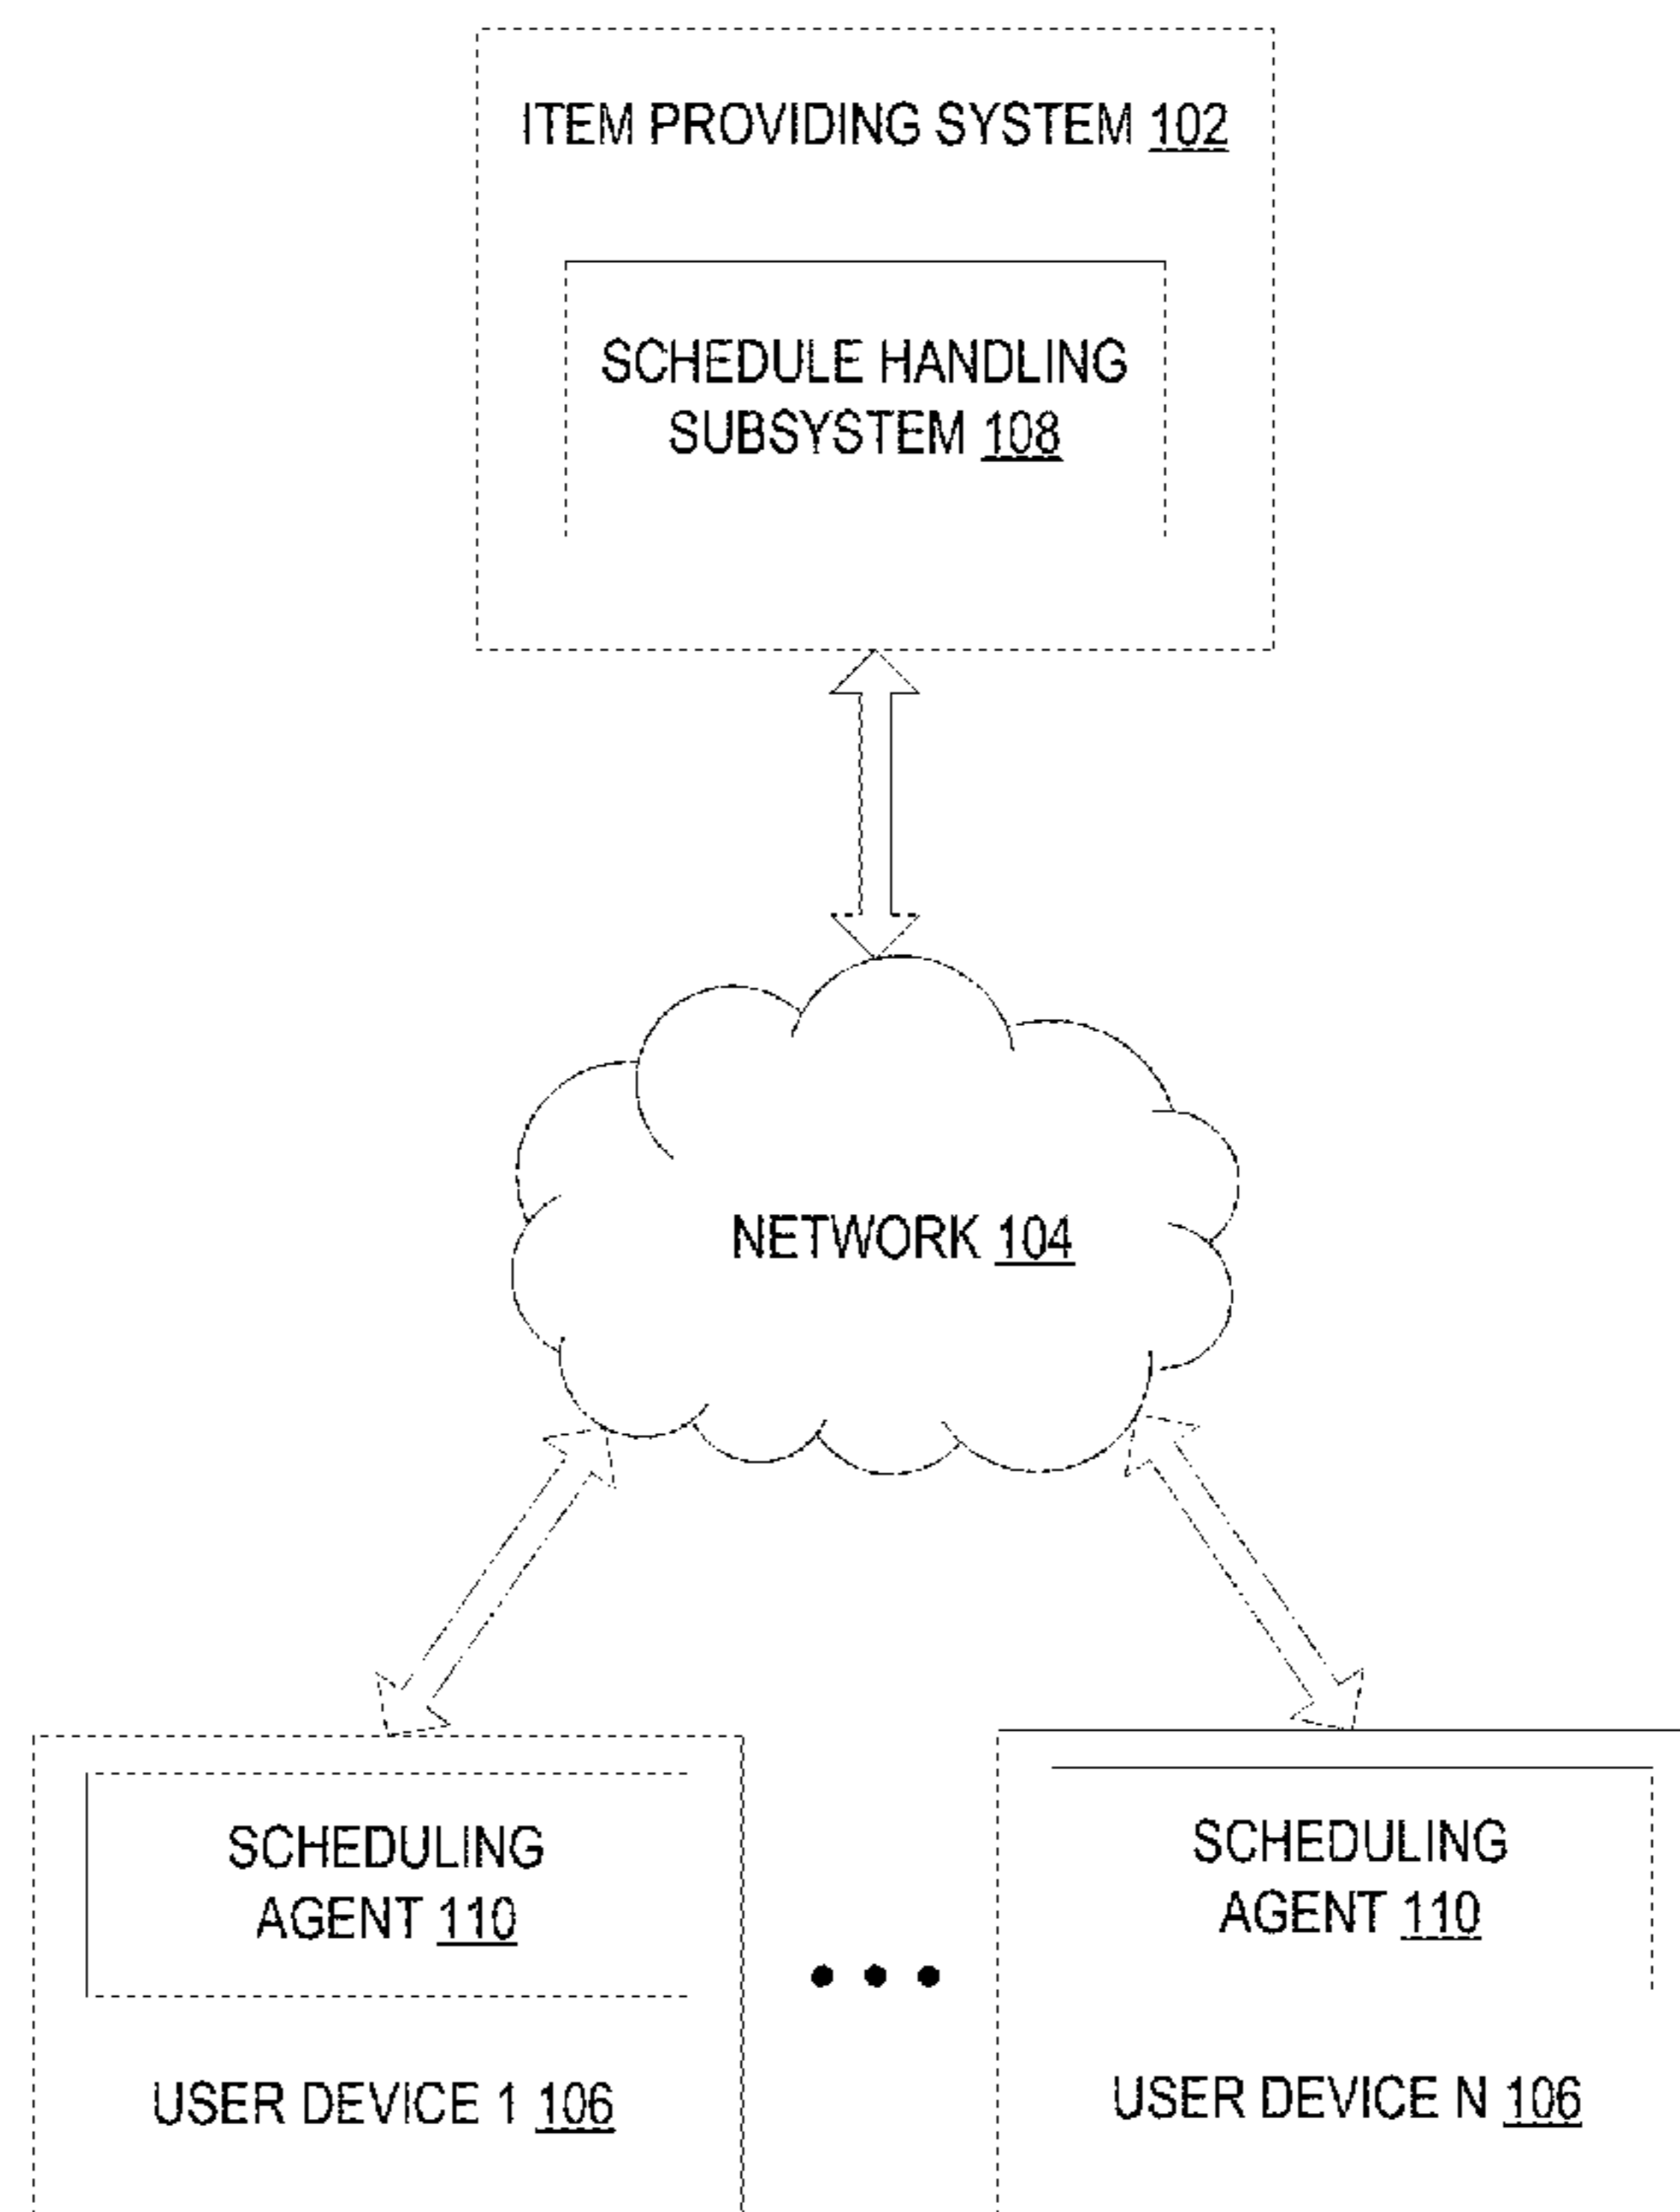 ITEM PROVIDING SYSTEM 102
SCHEDULE HANDLING
SUBSYSTEM 108
NETWORK 104
SCHEDULING
AGENT 110
USER DEVICE 1 106
SCHEDULING
AGENT 110
USER DEVICE N 106